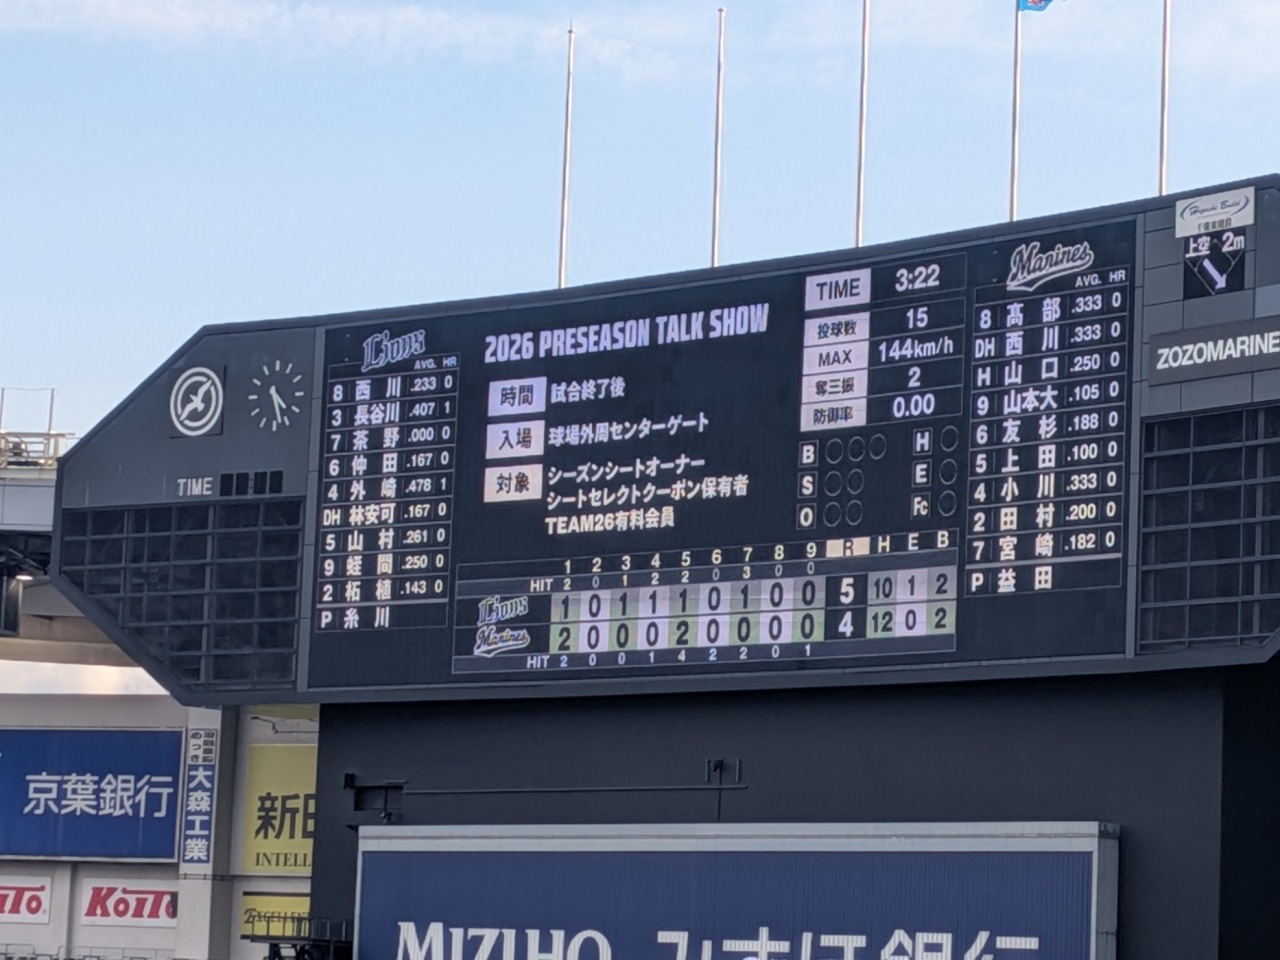 Marines
上空 2m
ZOZOMARINE
Lions
AVG. HR
8 西川 .233 0
3 長谷川 .407 1
7 茶野 .000 0
6 仲田 .167 0
4 外崎 .478 1
DH 林安可 .167 0
5 山村 .261 0
9 蛭間 .250 0
2 柘植 .143 0
P 糸川
TIME
2026 PRESEASON TALK SHOW
時間 試合終了後
入場 球場外周センターゲート
対象 シーズンシートオーナー
シートセレクトクーポン保有者
TEAM26有料会員
TIME 3:22
投球数 15
MAX 144km/h
奪三振 2
防御率 0.00
B H
S E
O Fc
AVG. HR
8 髙部 .333 0
DH 西川 .333 0
H 山口 .250 0
9 山本大 .105 0
6 友杉 .188 0
5 上田 .100 0
4 小川 .333 0
2 田村 .200 0
7 宮崎 .182 0
P 益田
1 2 3 4 5 6 7 8 9 R H E B
HIT 2 0 1 2 2 0 3 0 0
Lions 1 0 1 1 1 0 1 0 0 5 10 1 2
Marines 2 0 0 0 2 0 0 0 0 4 12 0 2
HIT 2 0 0 1 4 2 2 0 1
京葉銀行
大森工業
新日
INTELL
KOITO
EXCELLENT
MIZUHO みずほ銀行